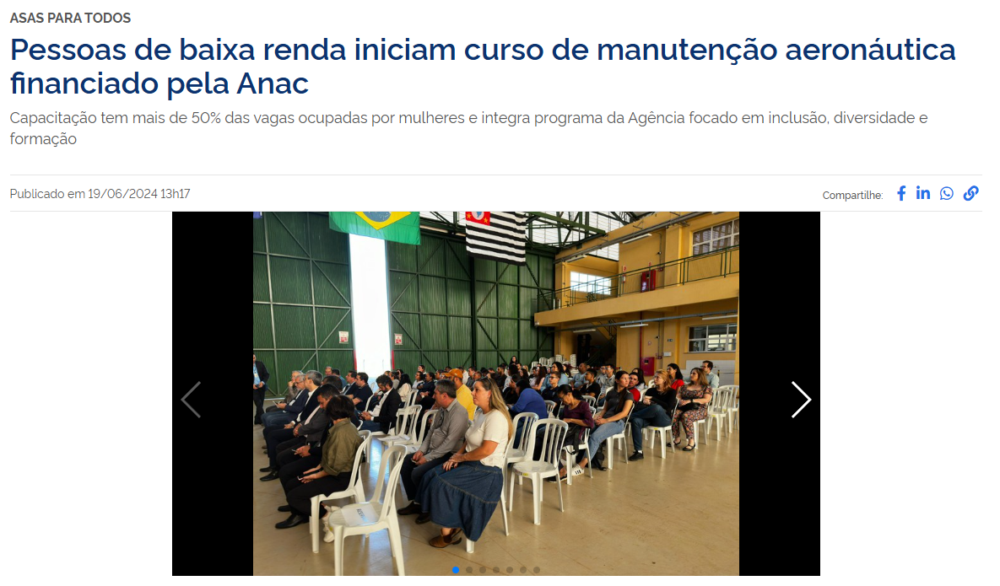 ASAS PARA TODOS
Pessoas de baixa renda iniciam curso de manutenção aeronáutica
financiado pela Anac
Capacitação tem mais de 50% das vagas ocupadas por mulheres e integra programa da Agência focado em inclusão, diversidade e
formação
Publicado em 19/06/2024 13h17
Compartilhe: